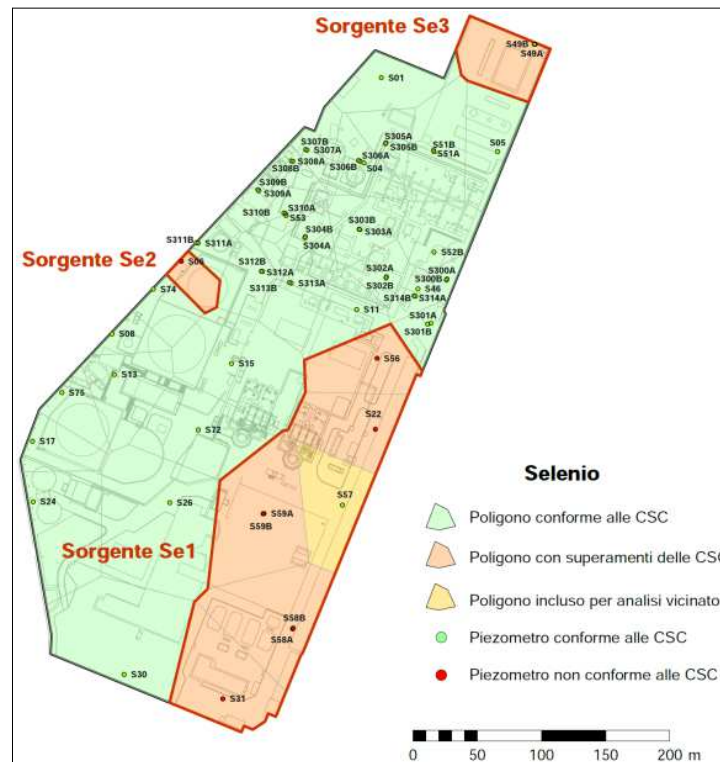 Sorgente Se3
S49B
S49A
S01
S305A
S305B
S51B
S51A
S05
S307B
S307A
S308A
S308B
S306A
S306B
S04
S309B
S309A
S310A
S310B
S53
S303B
S303A
S304B
S304A
S311B
S311A
S52B
Sorgente Se2
S06
S312B
S312A
S313B
S313A
S302A
S302B
S300A
S300B
S46
S314B
S314A
S74
S11
S301A
S301B
S08
S15
S56
S13
S75
S22
S72
S17
Selenio
S57
S24
S26
S59A
S59B
Poligono conforme alle CSC
Sorgente Se1
Poligono con superamenti delle CSC
Poligono incluso per analisi vicinato
S58B
S58A
Piezometro conforme alle CSC
S30
Piezometro non conforme alle CSC
S31
0 50 100 150 200 m